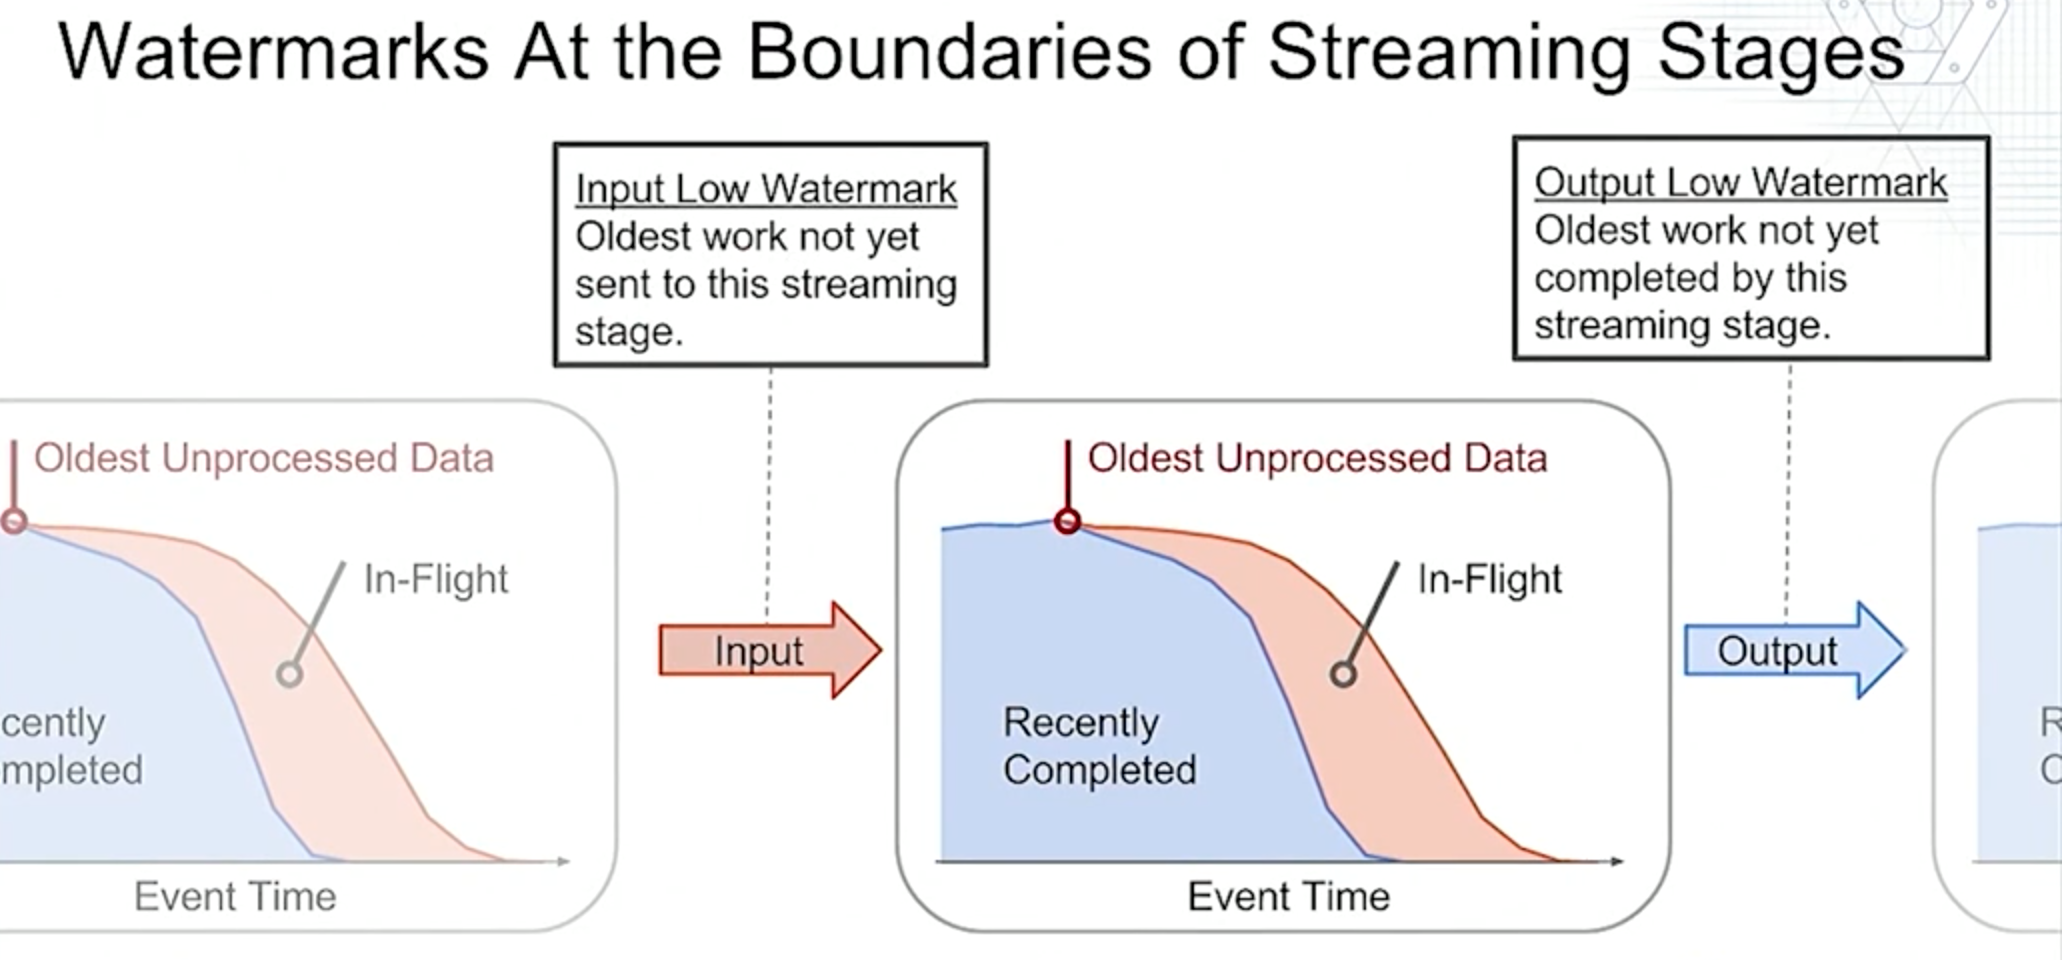 Watermarks At the Boundaries of Streaming Stages
Input Low Watermark
Oldest work not yet
sent to this streaming
stage.
Output Low Watermark
Oldest work not yet
completed by this
streaming stage.
Oldest Unprocessed Data
In-Flight
cently
mpleted
Event Time
Input
Oldest Unprocessed Data
In-Flight
Recently
Completed
Event Time
Output
R
C